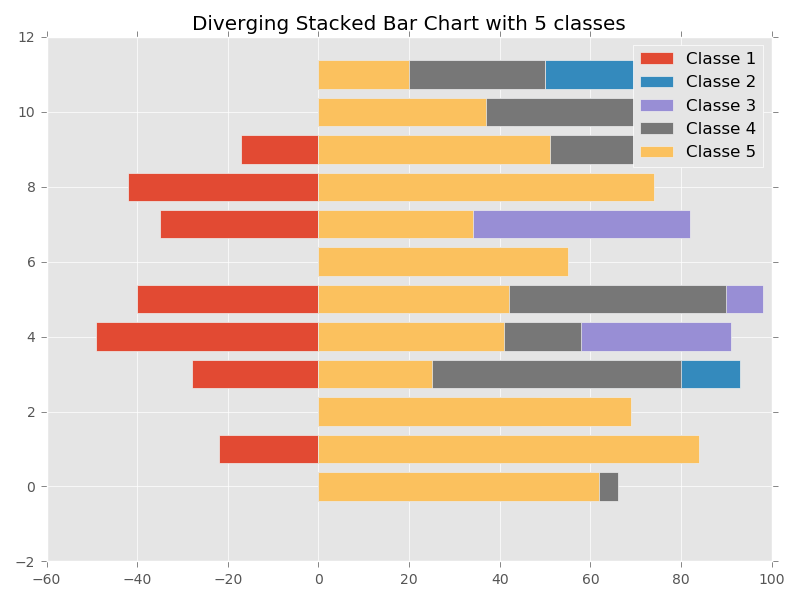 Diverging Stacked Bar Chart with 5 classes
12
10
8
6
4
2
0
−2
Classe 1
Classe 2
Classe 3
Classe 4
Classe 5
−60 −40 −20 0 20 40 60 80 100